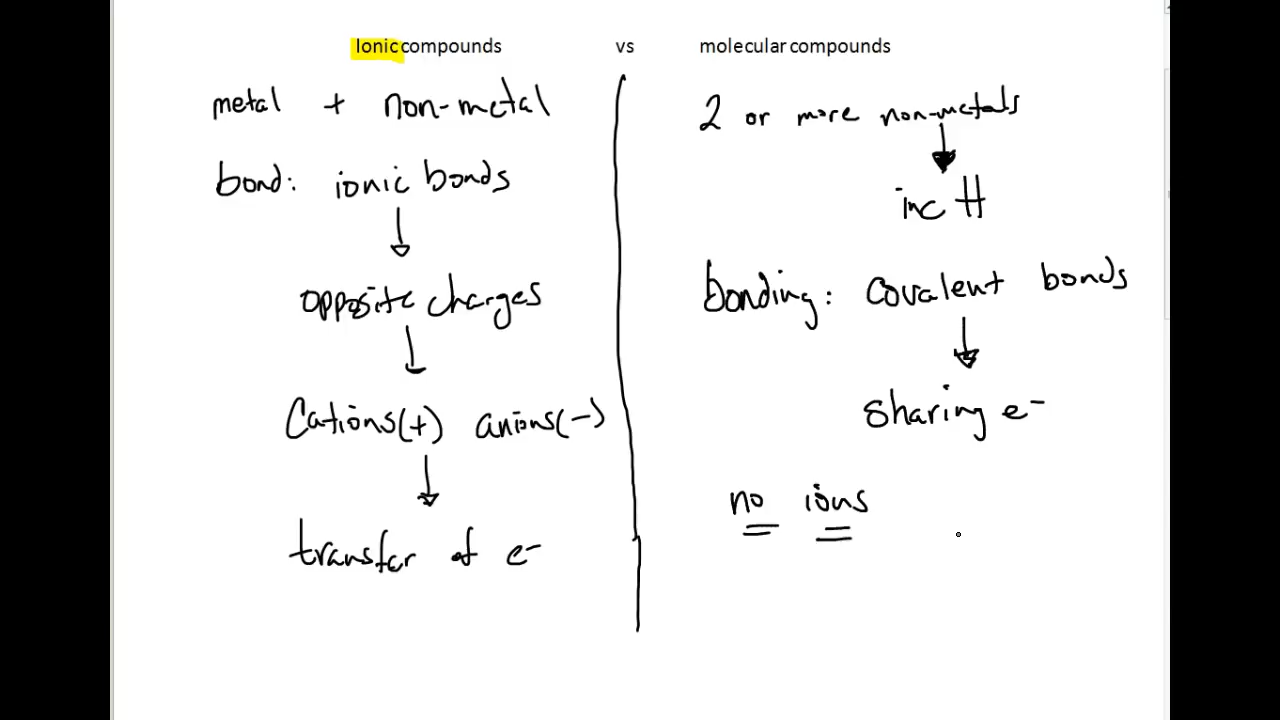 Ionic compounds vs molecular compounds
metal + non-metal
bond: ionic bonds
opposite charges
Cations(+) anions(-)
transfer of e-
2 or more non-metals
inc H
bonding: covalent bonds
sharing e-
no ions